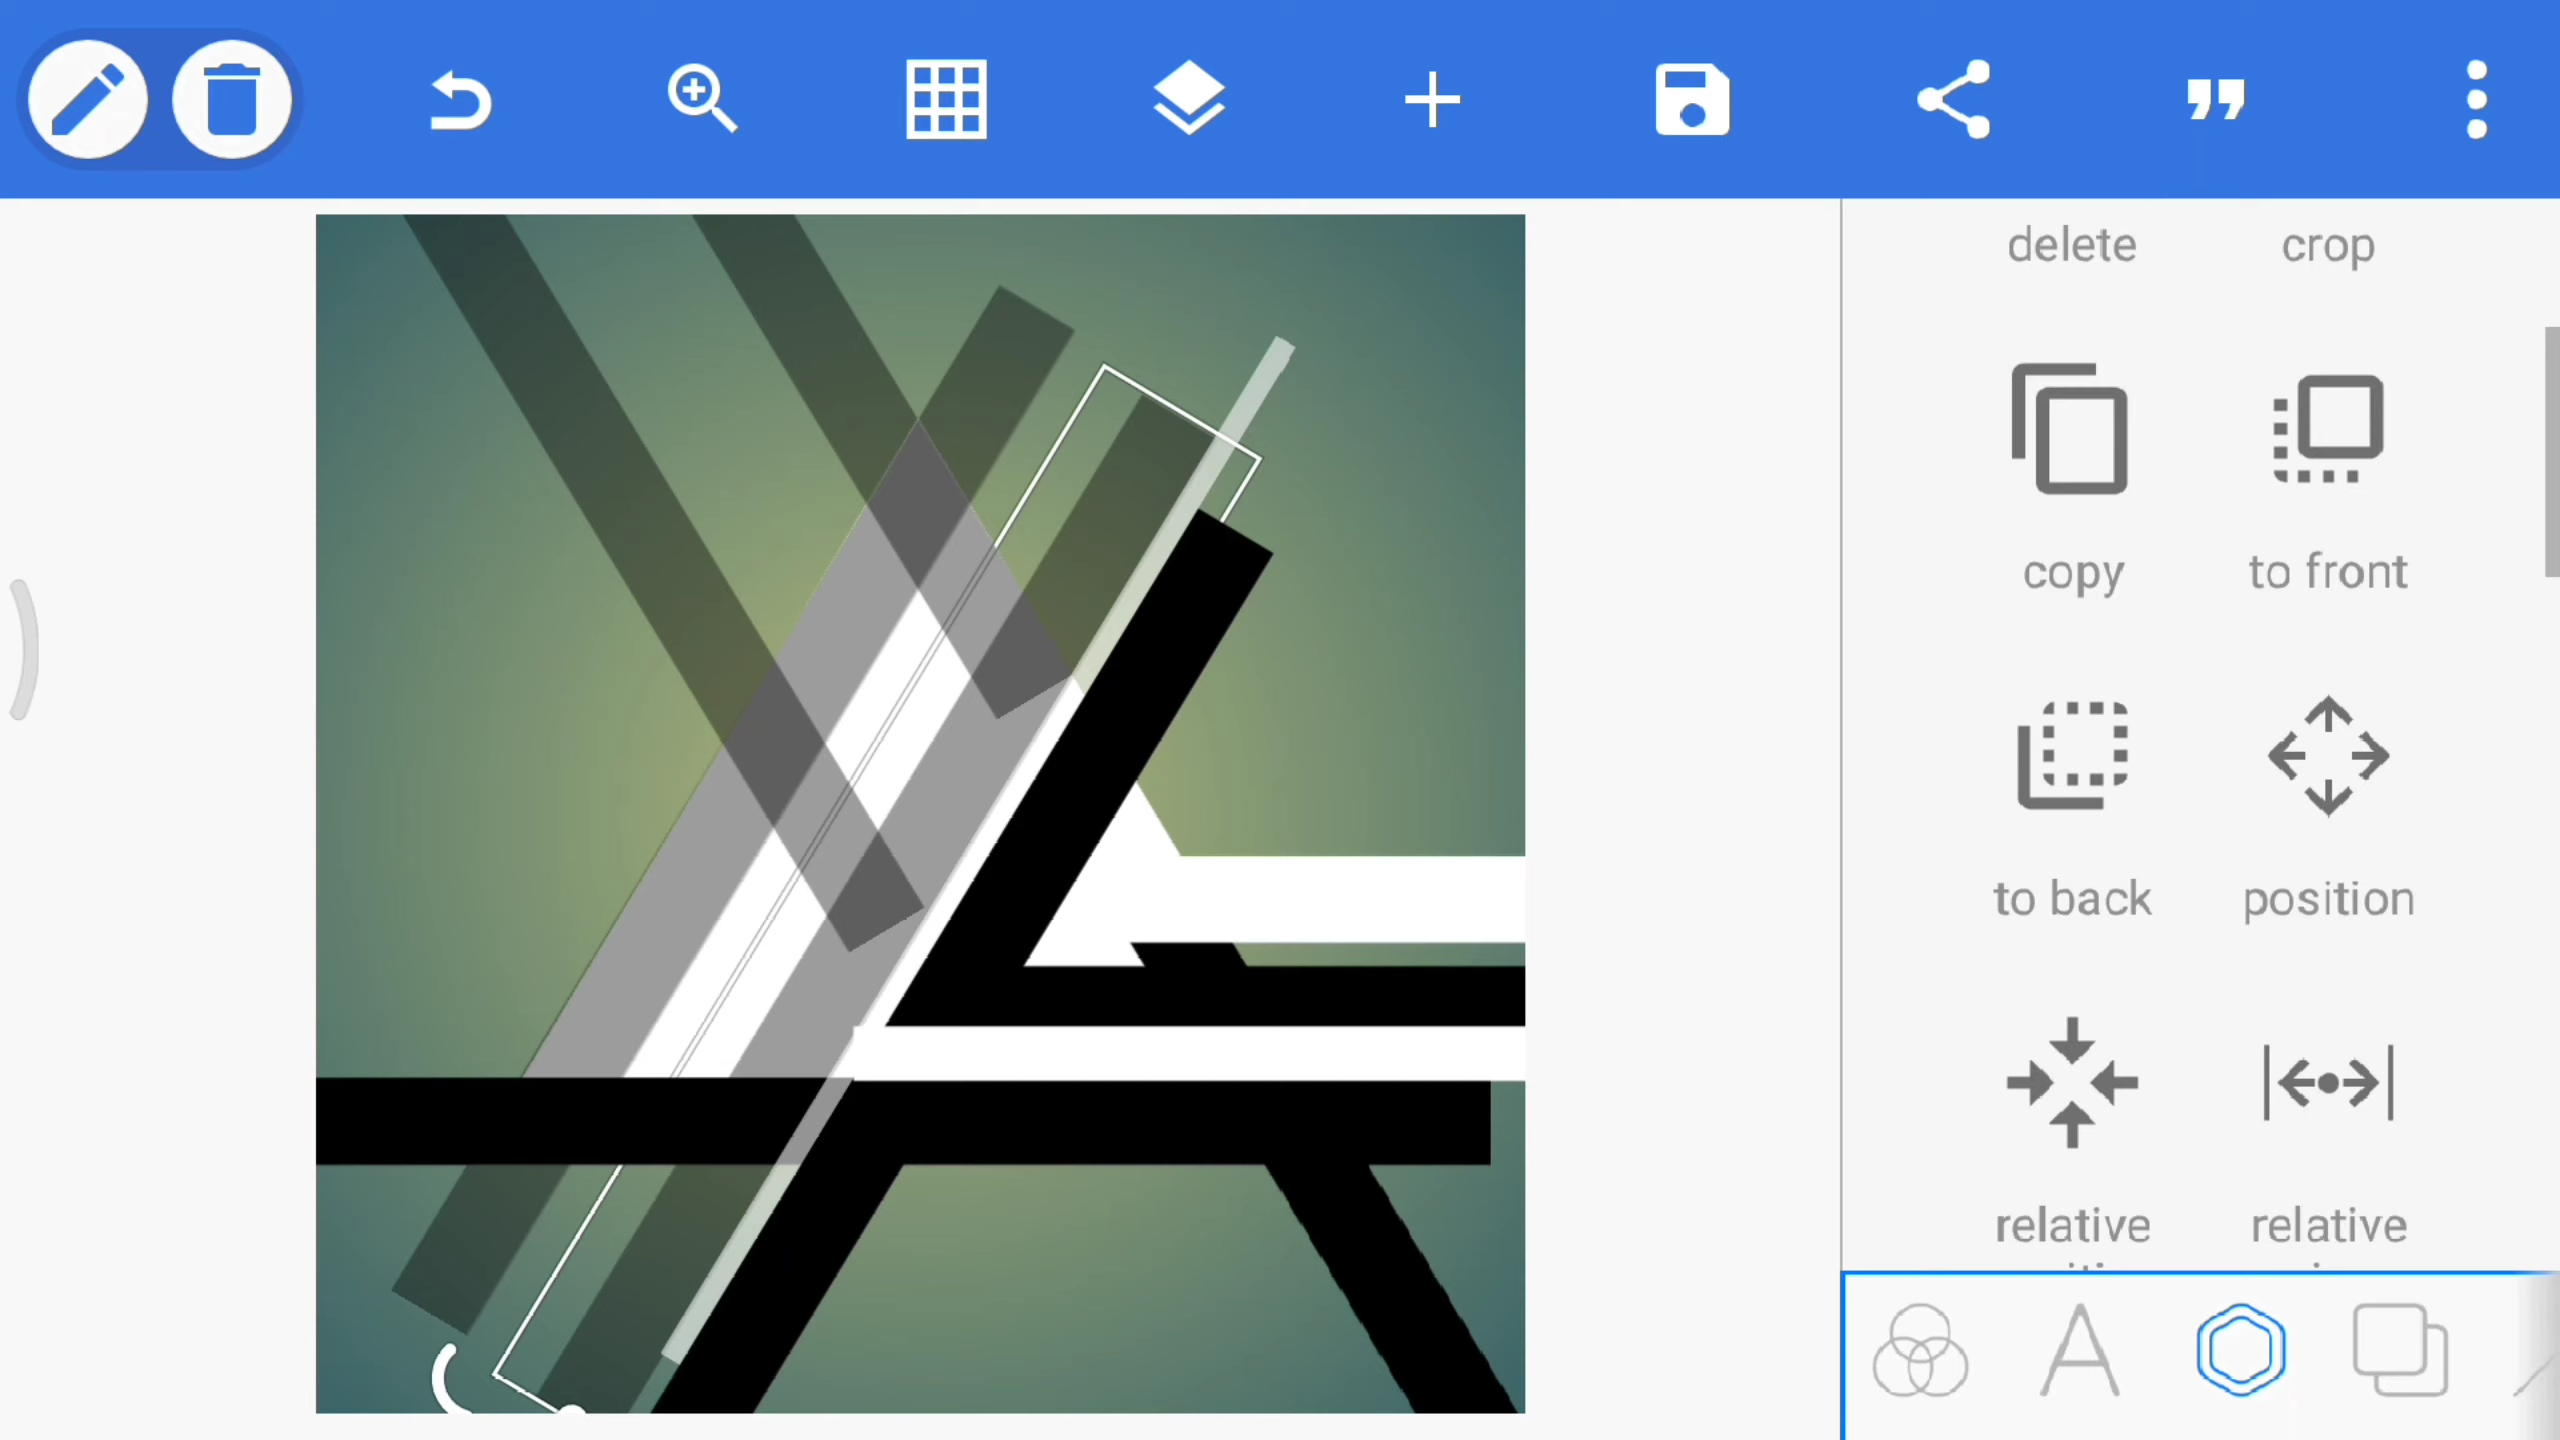 delete crop
copy to front
to back position
relative relative